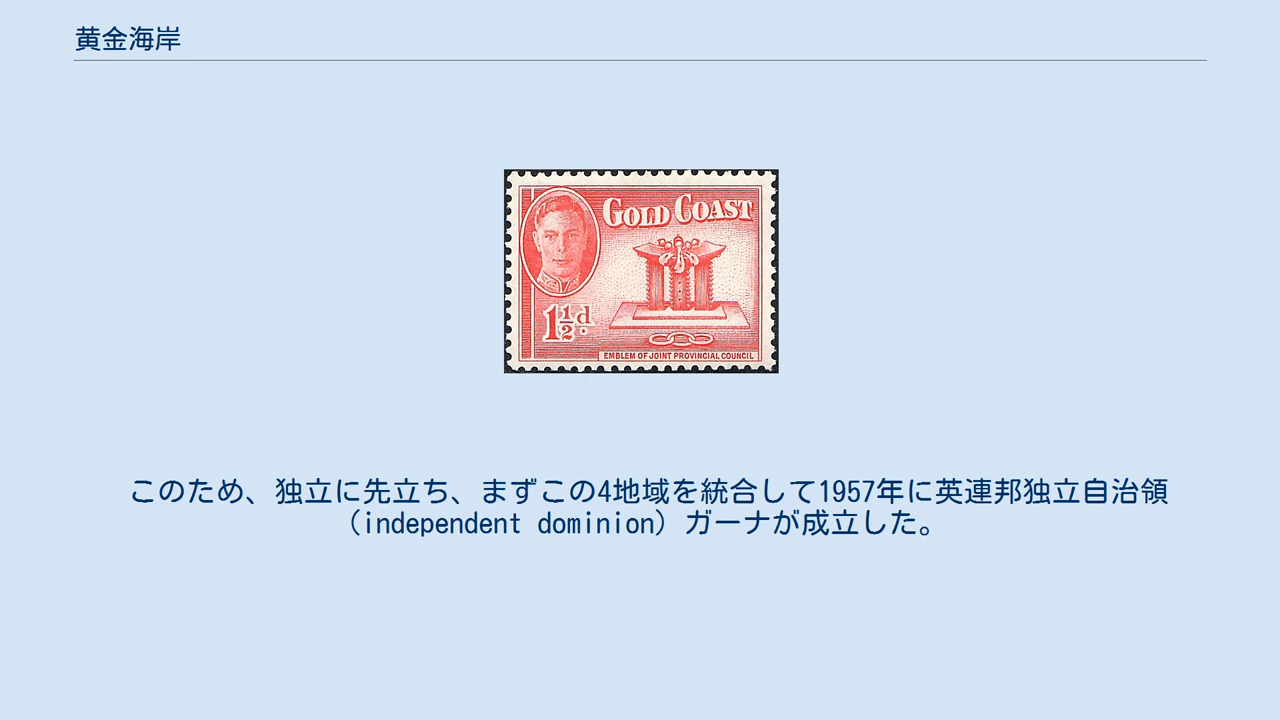 黄金海岸
GOLD COAST
1½d.
EMBLEM OF JOINT PROVINCIAL COUNCIL
このため、独立に先立ち、まずこの4地域を統合して1957年に英連邦独立自治領
（independent dominion）ガーナが成立した。